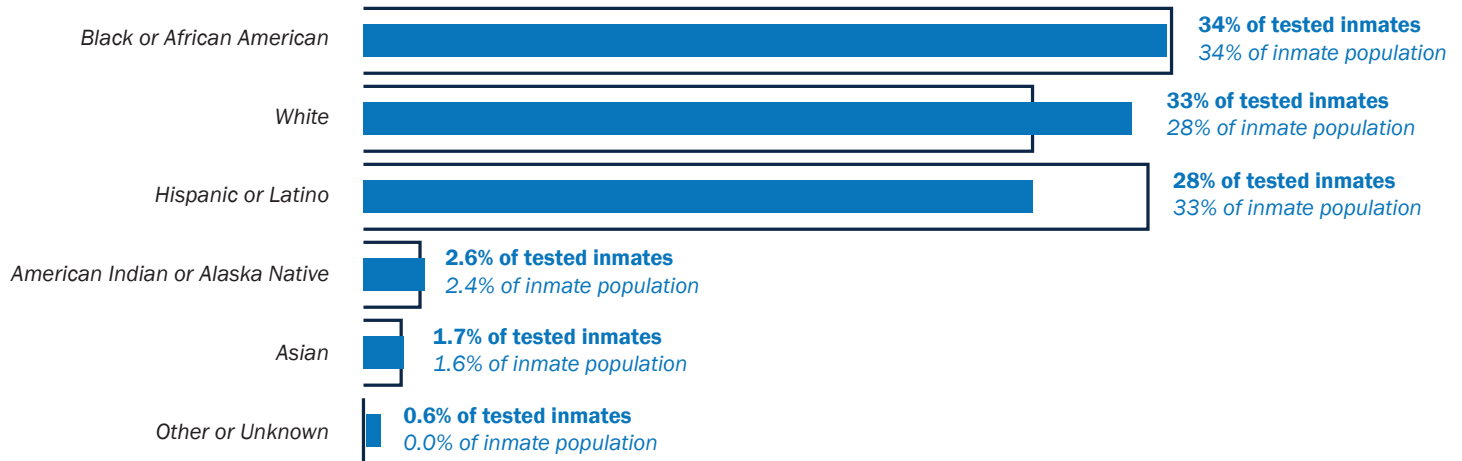 Black or African American
34% of tested inmates
34% of inmate population
White
33% of tested inmates
28% of inmate population
Hispanic or Latino
28% of tested inmates
33% of inmate population
American Indian or Alaska Native
2.6% of tested inmates
2.4% of inmate population
Asian
1.7% of tested inmates
1.6% of inmate population
Other or Unknown
0.6% of tested inmates
0.0% of inmate population